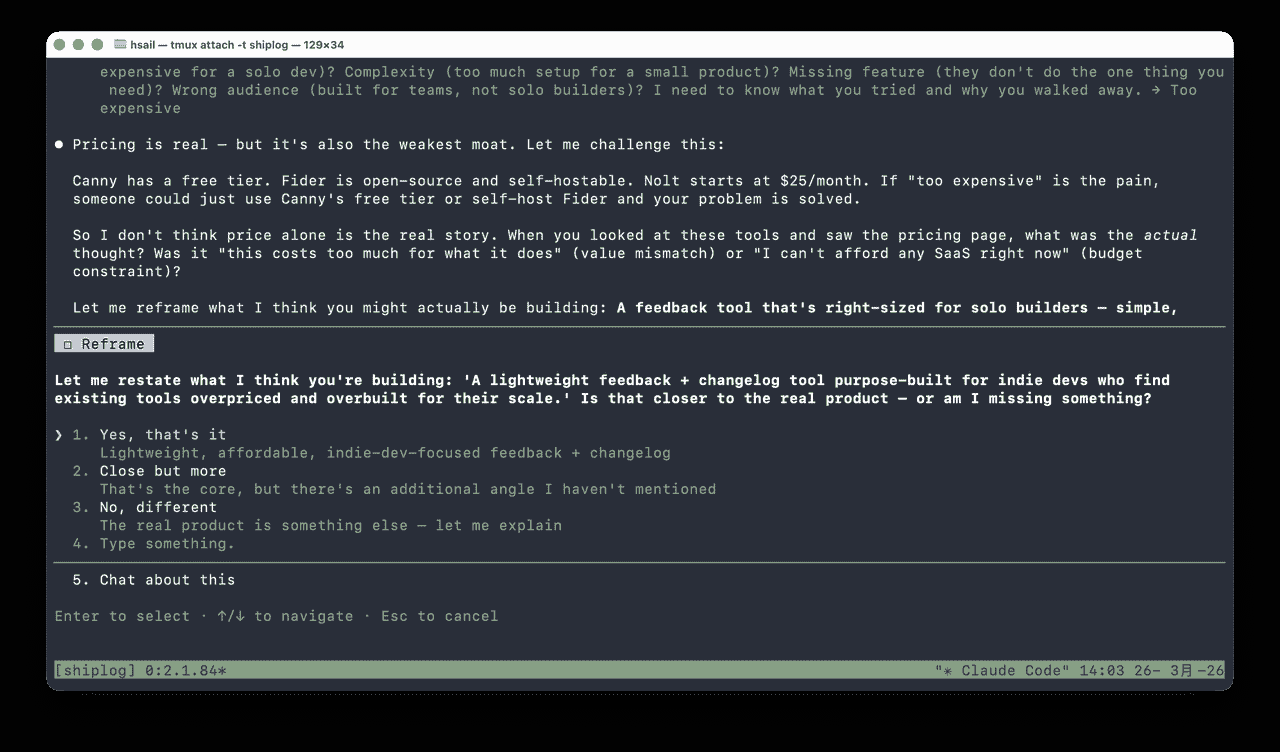 hsail — tmux attach -t shiplog — 129×34
expensive for a solo dev)? Complexity (too much setup for a small product)? Missing feature (they don't do the one thing you
need)? Wrong audience (built for teams, not solo builders)? I need to know what you tried and why you walked away. → Too
expensive
● Pricing is real — but it's also the weakest moat. Let me challenge this:
Canny has a free tier. Fider is open-source and self-hostable. Nolt starts at $25/month. If "too expensive" is the pain,
someone could just use Canny's free tier or self-host Fider and your problem is solved.
So I don't think price alone is the real story. When you looked at these tools and saw the pricing page, what was the actual
thought? Was it "this costs too much for what it does" (value mismatch) or "I can't afford any SaaS right now" (budget
constraint)?
Let me reframe what I think you might actually be building: A feedback tool that's right-sized for solo builders — simple,
☐ Reframe
Let me restate what I think you're building: 'A lightweight feedback + changelog tool purpose-built for indie devs who find
existing tools overpriced and overbuilt for their scale.' Is that closer to the real product — or am I missing something?
❯ 1. Yes, that's it
Lightweight, affordable, indie-dev-focused feedback + changelog
2. Close but more
That's the core, but there's an additional angle I haven't mentioned
3. No, different
The real product is something else — let me explain
4. Type something.
5. Chat about this
Enter to select · ↑/↓ to navigate · Esc to cancel
[shiplog] 0:2.1.84* "✳ Claude Code" 14:03 26- 3月-26